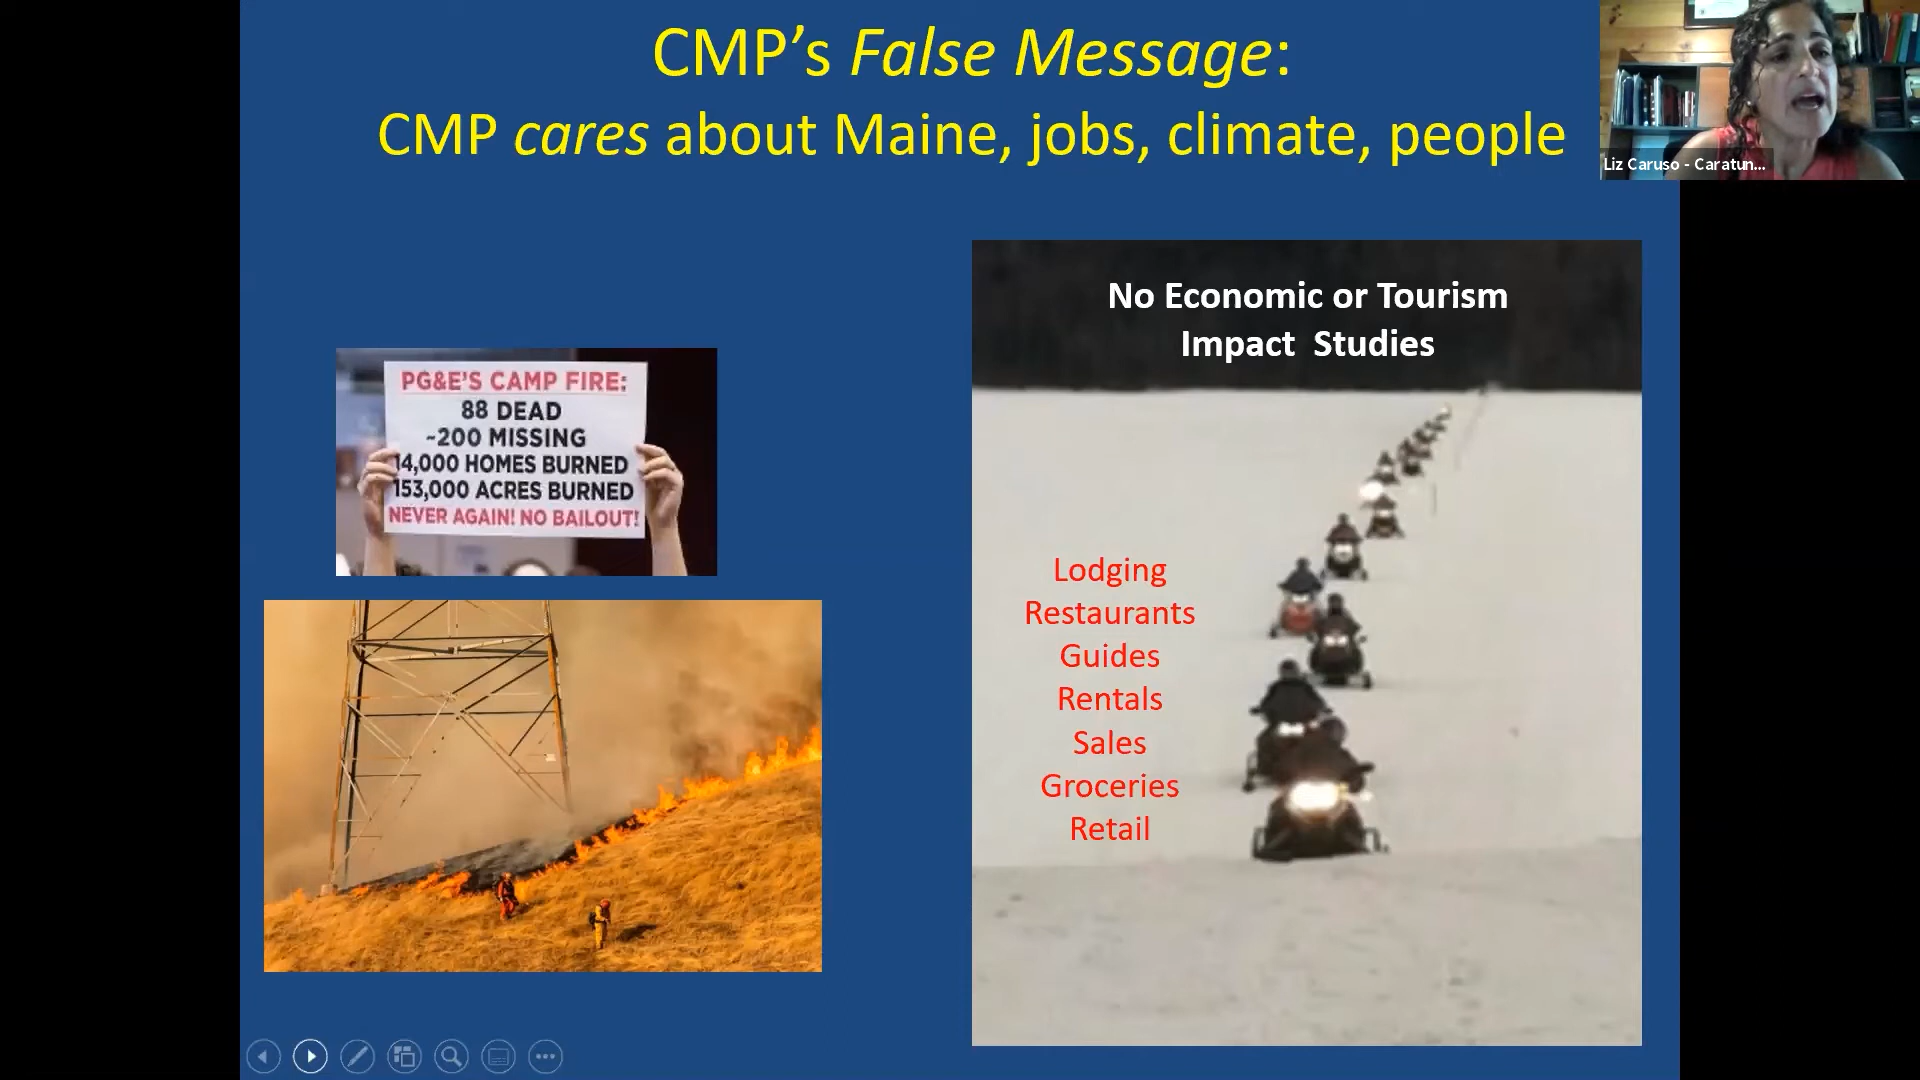 CMP's False Message:
CMP cares about Maine, jobs, climate, people
Liz Caruso - Caratun...
No Economic or Tourism
Impact Studies
PG&E'S CAMP FIRE:
88 DEAD
~200 MISSING
14,000 HOMES BURNED
153,000 ACRES BURNED
NEVER AGAIN! NO BAILOUT!
Lodging
Restaurants
Guides
Rentals
Sales
Groceries
Retail